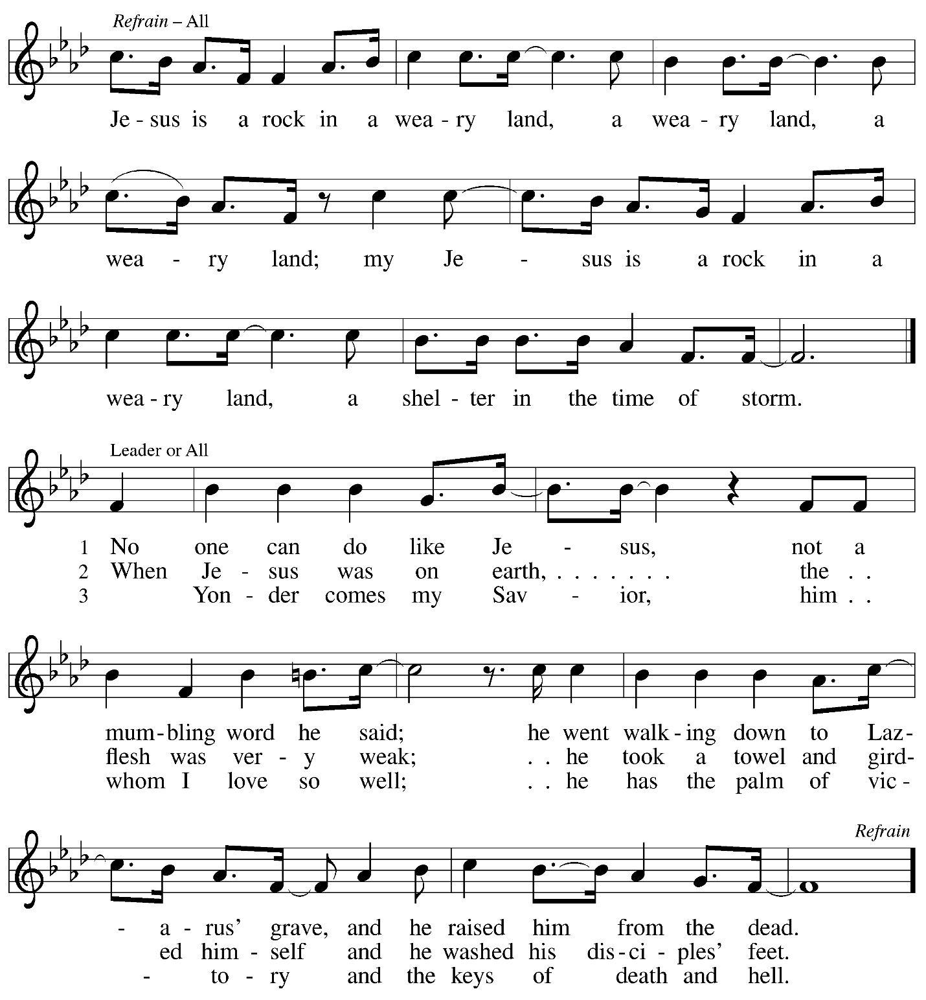 Refrain – All
Je - sus is a rock in a wea - ry land, a wea - ry land, a
wea - ry land; my Je - sus is a rock in a
wea - ry land, a shel - ter in the time of storm.
Leader or All
1 No one can do like Je - sus, not a
2 When Je - sus was on earth, . . . . . . . the . .
3 Yon - der comes my Sav - ior, him . .
mum - bling word he said; he went walk - ing down to Laz -
flesh was ver - y weak; . . he took a towel and gird -
whom I love so well; . . he has the palm of vic -
Refrain
- a - rus’ grave, and he raised him from the dead.
ed him - self and he washed his dis - ci - ples’ feet.
- to - ry and the keys of death and hell.